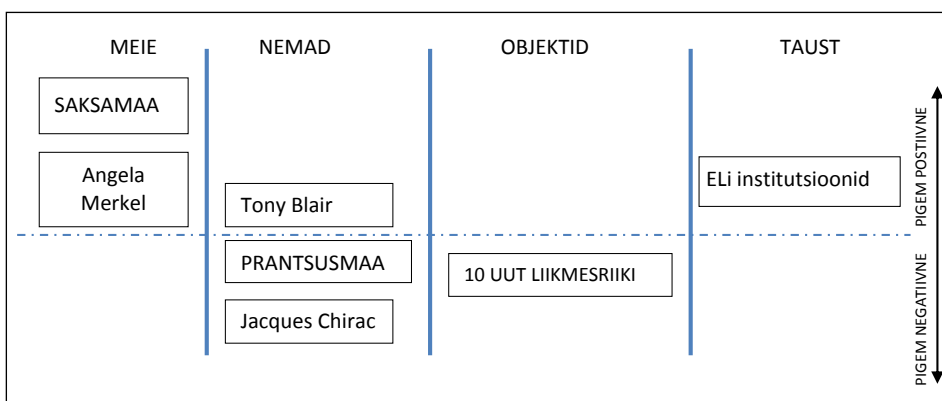 MEIE NEMAD OBJEKTID TAUST
SAKSAMAA
Angela
Merkel
Tony Blair
PRANTSUSMAA
Jacques Chirac
10 UUT LIIKMESRIIKI
ELi institutsioonid
PIGEM POSTIIVNE
PIGEM NEGATIIVNE